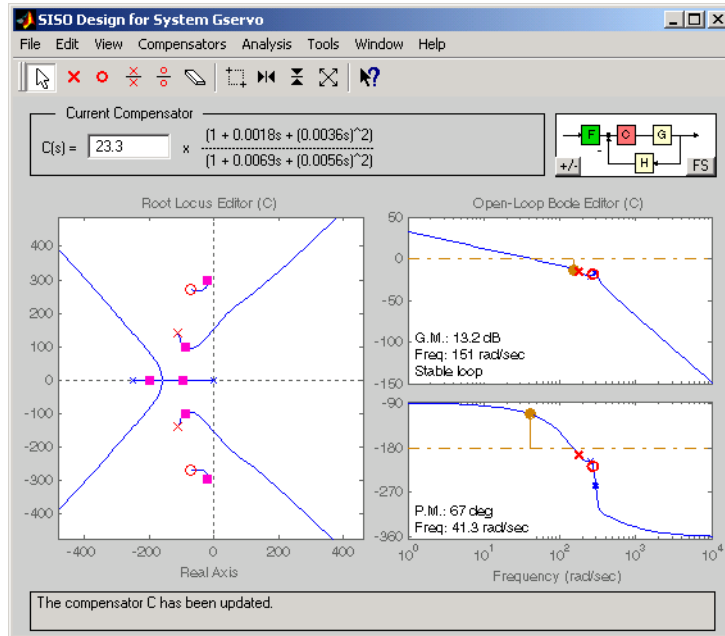 SISO Design for System Gservo
File Edit View Compensators Analysis Tools Window Help
Current Compensator
C(s) = 23.3 x (1 + 0.0018s + (0.0036s)^2)
(1 + 0.0069s + (0.0056s)^2)
F C G
H
+/- FS
Root Locus Editor (C)
400
300
200
100
0
-100
-200
-300
-400
-400 -200 0 200 400
Real Axis
Open-Loop Bode Editor (C)
50
0
-50
-100
-150
G.M.: 13.2 dB
Freq: 151 rad/sec
Stable loop
-90
-180
-270
-360
P.M.: 67 deg
Freq: 41.3 rad/sec
10^0 10^1 10^2 10^3 10^4
Frequency (rad/sec)
The compensator C has been updated.